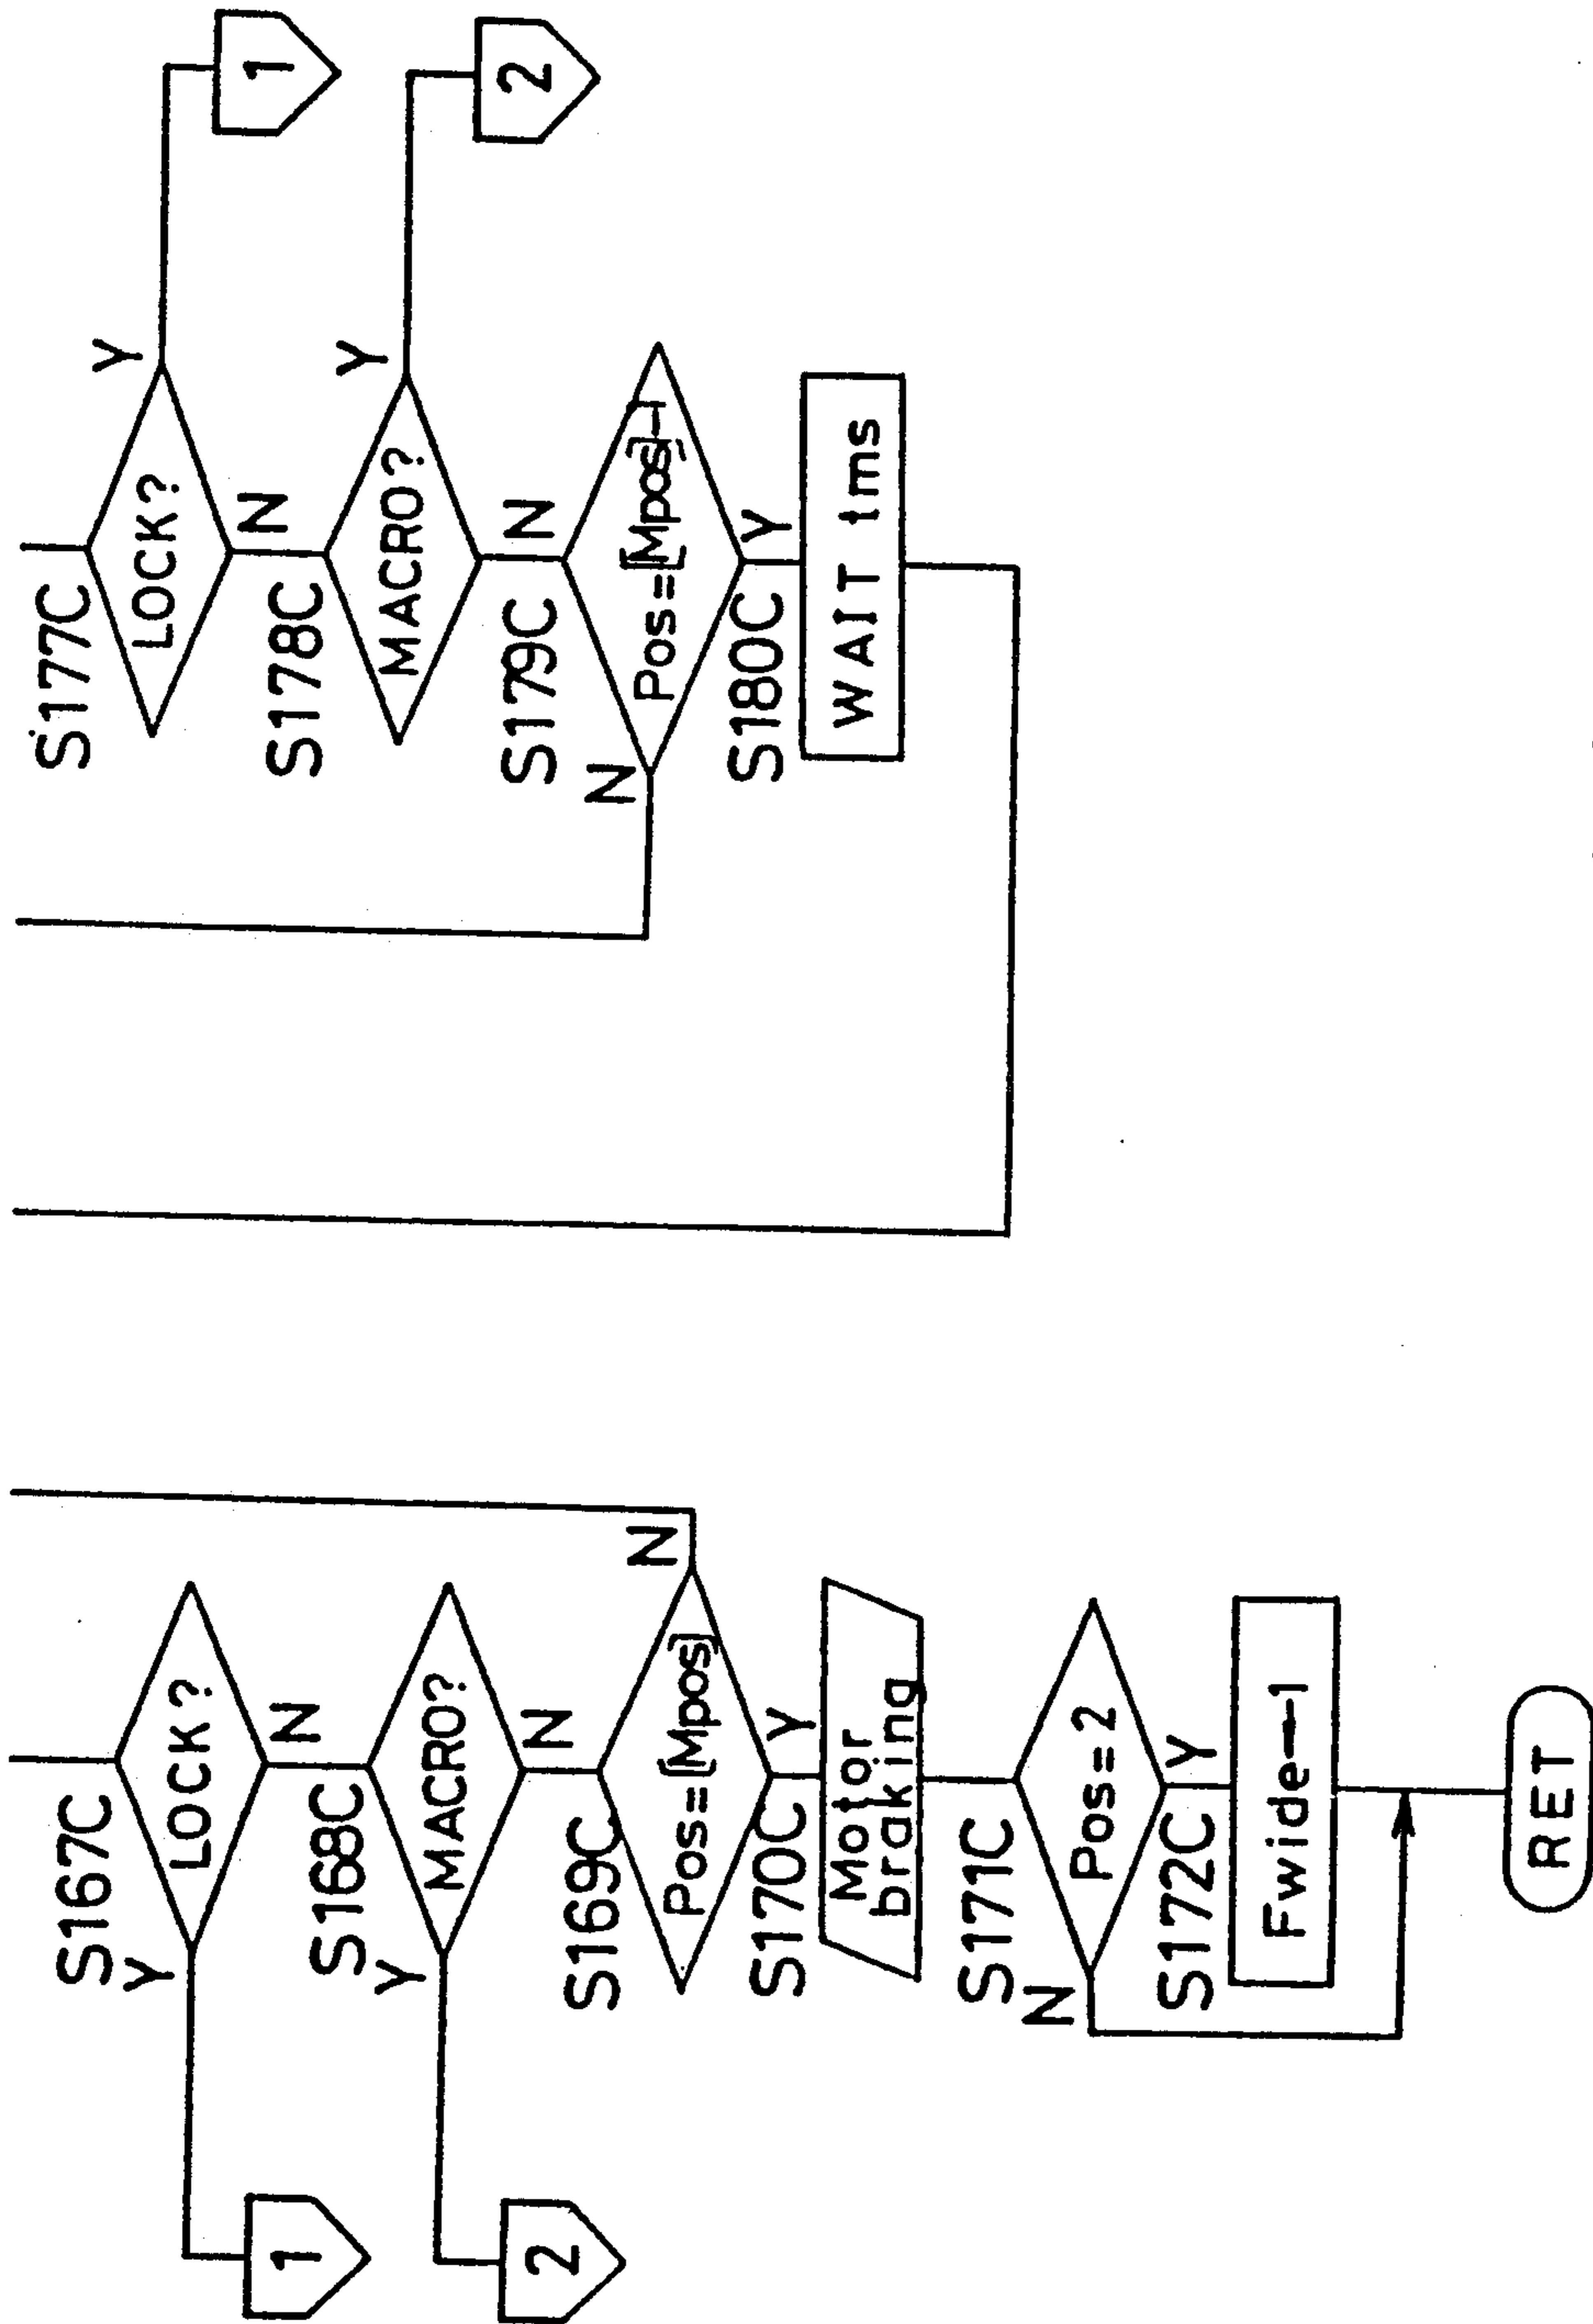 S167C
LOCK?
Y
N
1
S168C
MACRO?
Y
N
2
S169C
Pos=[Mpos]
N
Y
S170C
Motor
braking
S171C
Pos=2
N
Y
S172C
Fwide←1
RET
S177C
LOCK?
Y
N
1
S178C
MACRO?
Y
N
2
S179C
Pos=[Mpos]-1
N
Y
S180C
WAIT tms